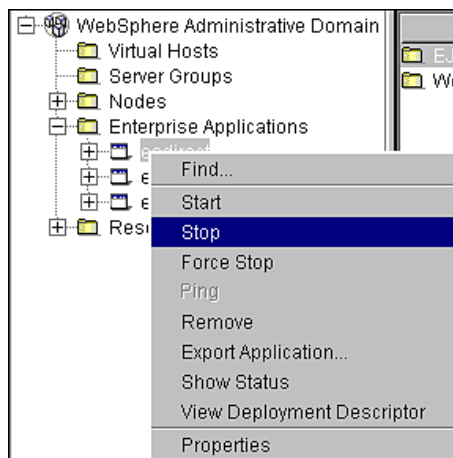 WebSphere Administrative Domain
Virtual Hosts
Server Groups
Nodes
Enterprise Applications
Find...
Start
Stop
Force Stop
Ping
Remove
Export Application...
Show Status
View Deployment Descriptor
Properties